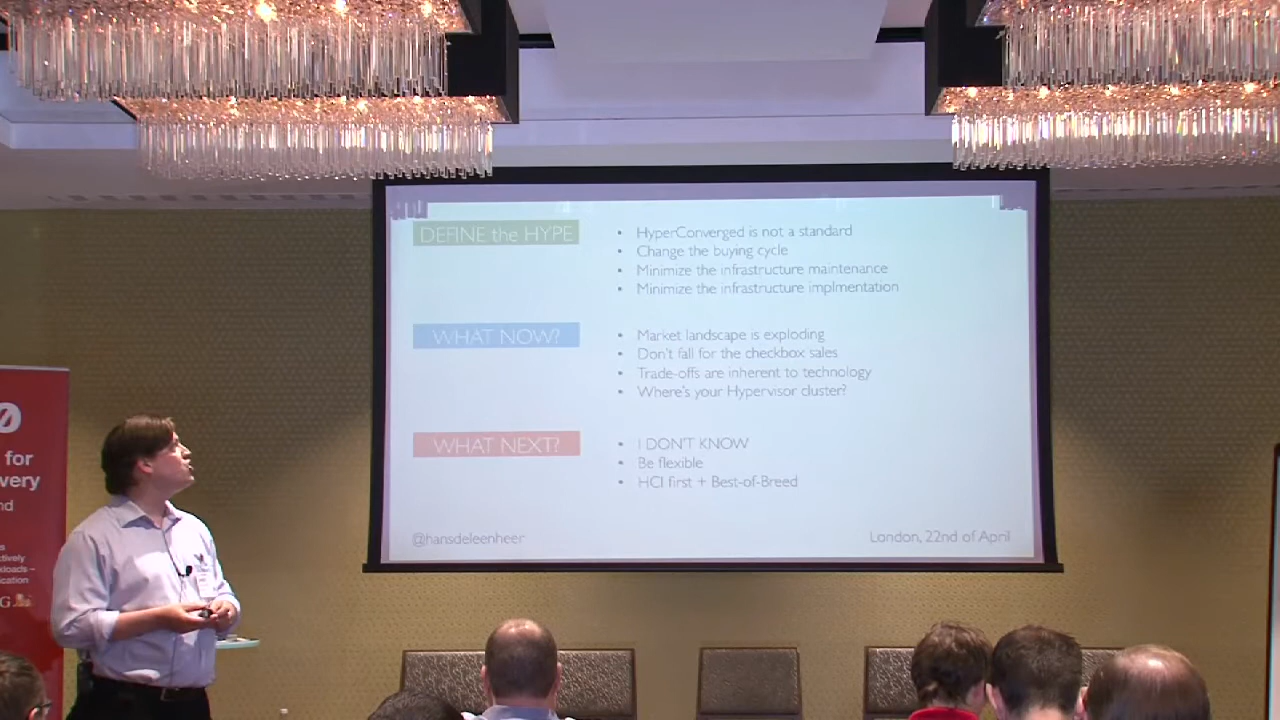 DEFINE the HYPE
• HyperConverged is not a standard
• Change the buying cycle
• Minimize the infrastructure maintenance
• Minimize the infrastructure implmentation
WHAT NOW?
• Market landscape is exploding
• Don't fall for the checkbox sales
• Trade-offs are inherent to technology
• Where's your Hypervisor cluster?
WHAT NEXT?
• I DON'T KNOW
• Be flexible
• HCI first + Best-of-Breed
@hansdeleenheer
London, 22nd of April
for